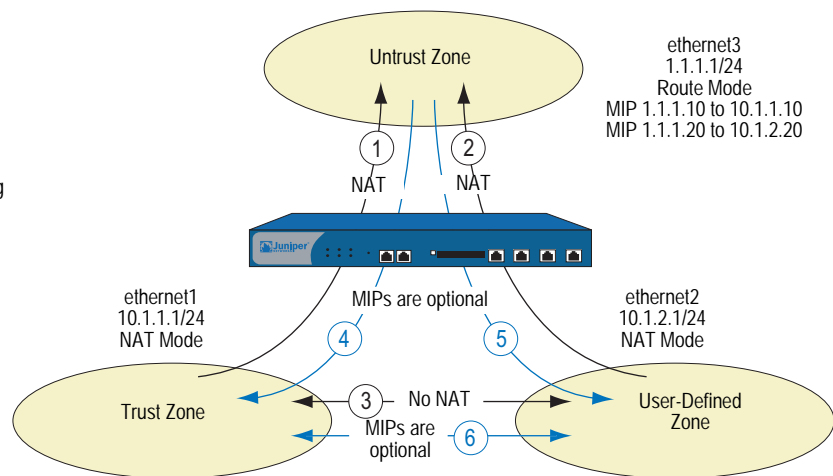 Untrust Zone
ethernet3
1.1.1.1/24
Route Mode
MIP 1.1.1.10 to 10.1.1.10
MIP 1.1.1.20 to 10.1.2.20
1
2
NAT
NAT
g
Juniper
ethernet1
10.1.1.1/24
NAT Mode
MIPs are optional
ethernet2
10.1.2.1/24
NAT Mode
4
5
Trust Zone
3
No NAT
User-Defined
Zone
MIPs are
optional
6